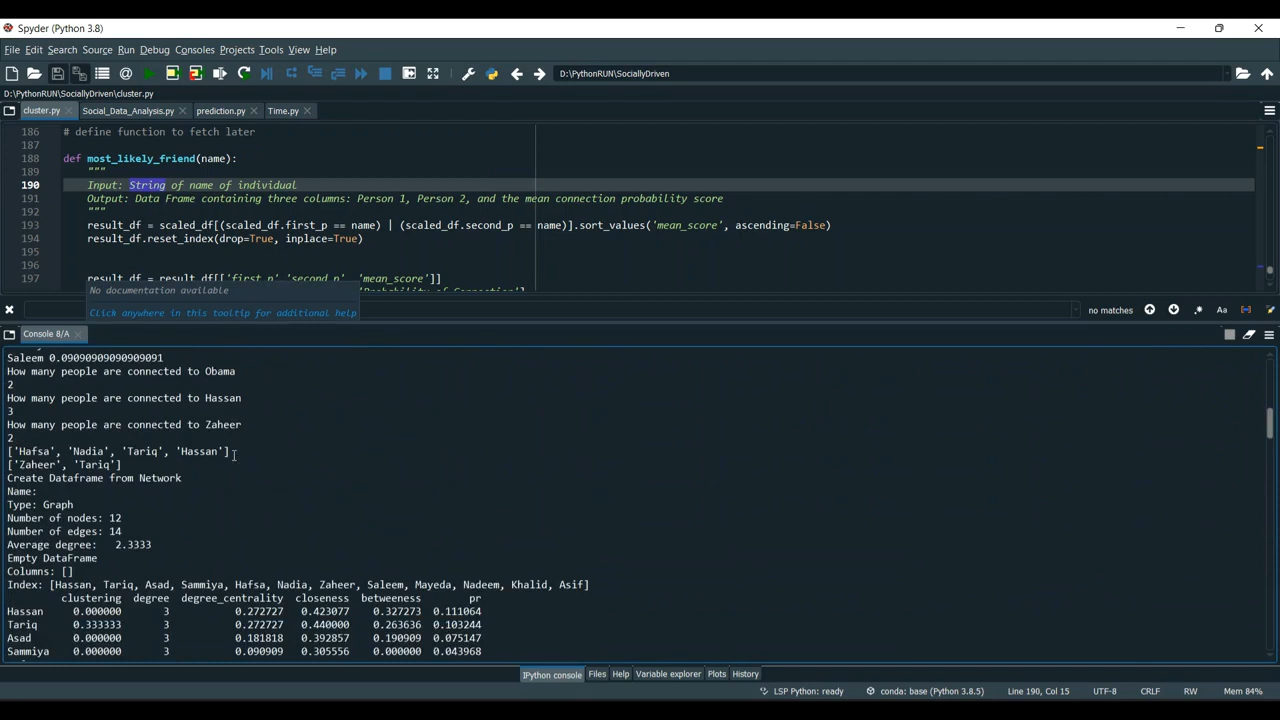 Spyder (Python 3.8)
File Edit Search Source Run Debug Consoles Projects Tools View Help
D:\PythonRUN\SociallyDriven
D:\PythonRUN\SociallyDriven\cluster.py
cluster.py Social_Data_Analysis.py prediction.py Time.py
186 # define function to fetch later
187
188 def most_likely_friend(name):
189 """
190 Input: String of name of individual
191 Output: Data Frame containing three columns: Person 1, Person 2, and the mean connection probability score
192 """
193 result_df = scaled_df[(scaled_df.first_p == name) | (scaled_df.second_p == name)].sort_values('mean_score', ascending=False)
194 result_df.reset_index(drop=True, inplace=True)
195
196
197 result_df = result_df[['first_p', 'second_p', 'mean_score']]
No documentation available
'Probability of Connection']
Click anywhere in this tooltip for additional help
no matches Aa
Console 8/A
Saleem 0.09090909090909091
How many people are connected to Obama
2
How many people are connected to Hassan
3
How many people are connected to Zaheer
2
['Hafsa', 'Nadia', 'Tariq', 'Hassan']
['Zaheer', 'Tariq']
Create Dataframe from Network
Name:
Type: Graph
Number of nodes: 12
Number of edges: 14
Average degree: 2.3333
Empty DataFrame
Columns: []
Index: [Hassan, Tariq, Asad, Sammiya, Hafsa, Nadia, Zaheer, Saleem, Mayeda, Nadeem, Khalid, Asif]
clustering degree degree_centrality closeness betweeness pr
Hassan 0.000000 3 0.272727 0.423077 0.327273 0.111064
Tariq 0.333333 3 0.272727 0.440000 0.263636 0.103244
Asad 0.000000 3 0.181818 0.392857 0.190909 0.075147
Sammiya 0.000000 3 0.090909 0.305556 0.000000 0.043968
IPython console Files Help Variable explorer Plots History
LSP Python: ready conda: base (Python 3.8.5) Line 190, Col 15 UTF-8 CRLF RW Mem 84%